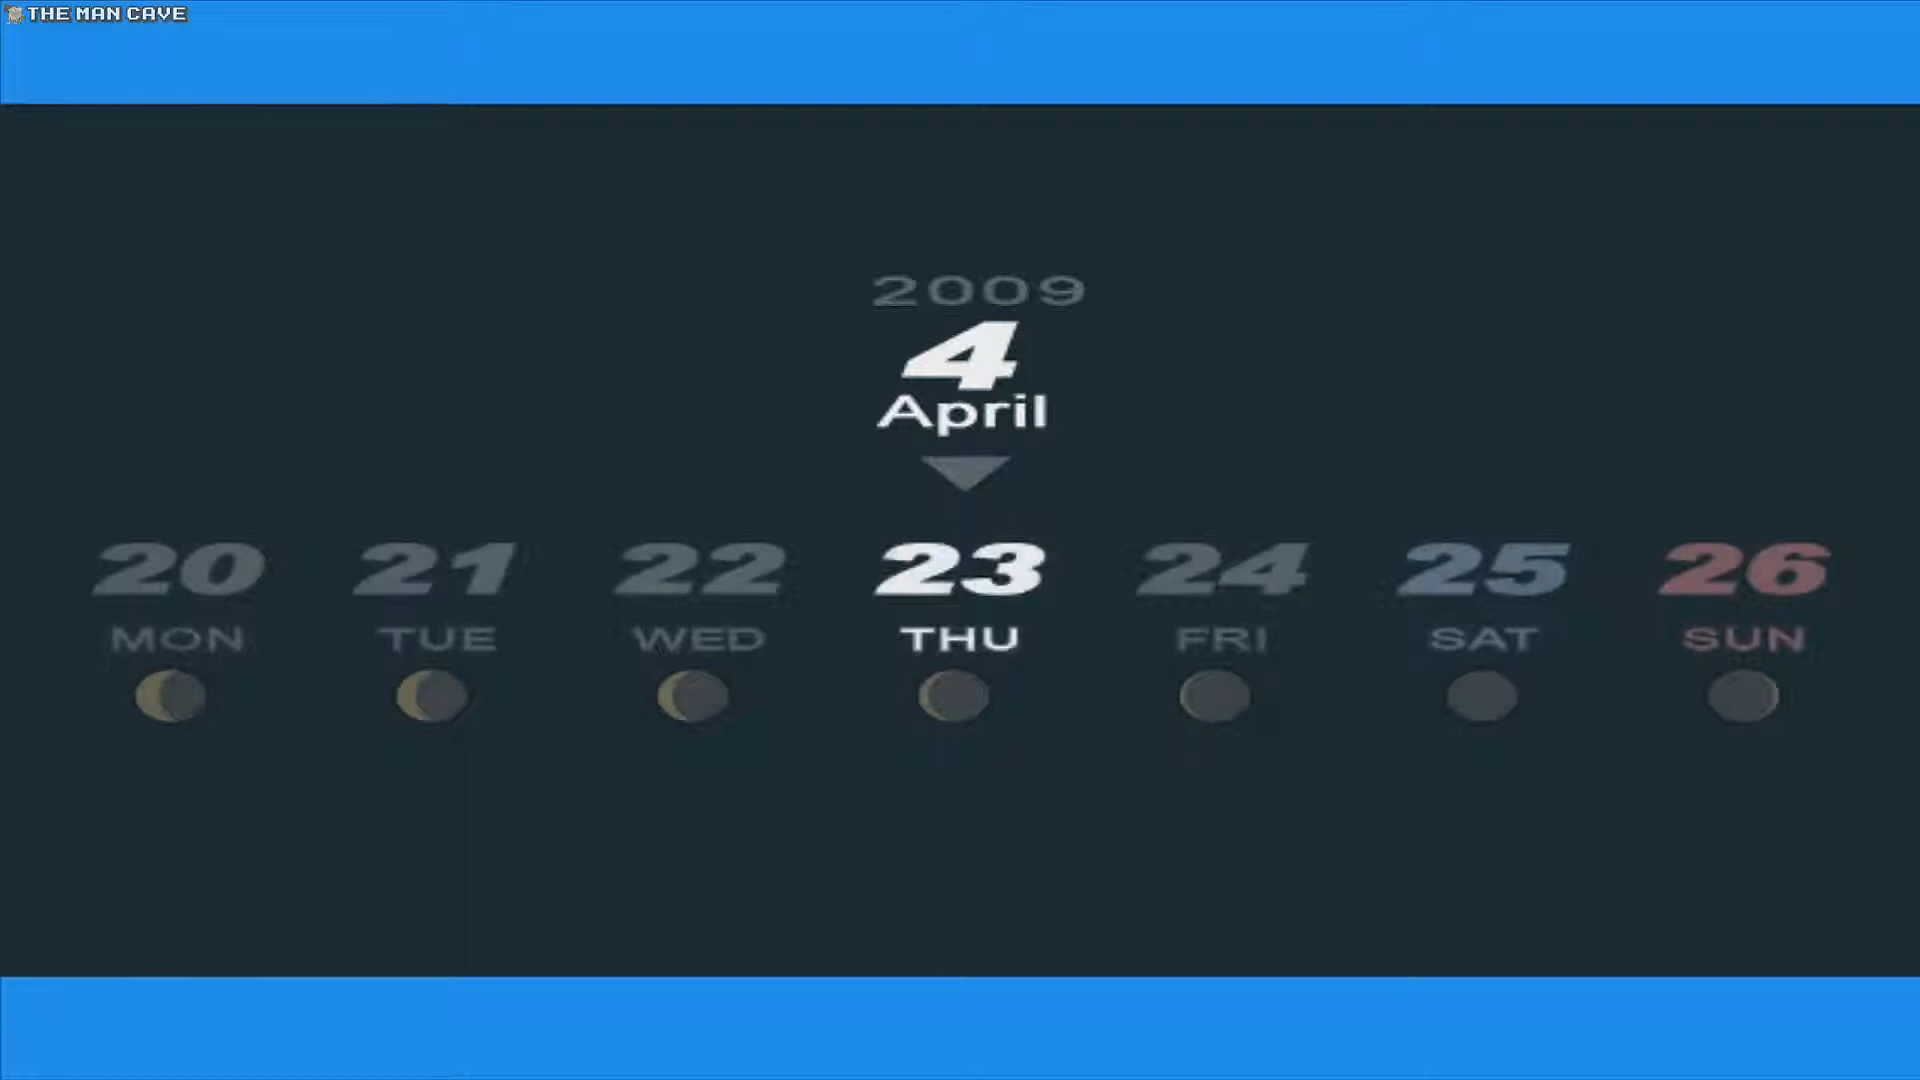 THE MAN CAVE
2009
4
April
20 21 22 23 24 25 26
MON TUE WED THU FRI SAT SUN